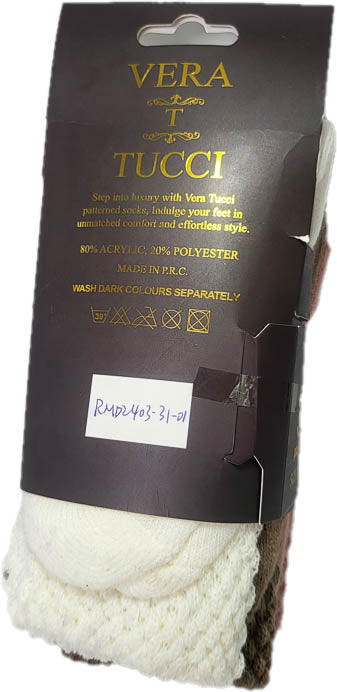 VERA
T
TUCCI
Step into luxury with Vera Tucci
patterned socks, indulge your feet in
unmatched comfort and effortless style.
80% ACRYLIC, 20% POLYESTER
MADE IN P.R.C.
WASH DARK COLOURS SEPARATELY
30°
RMD2403-31-01